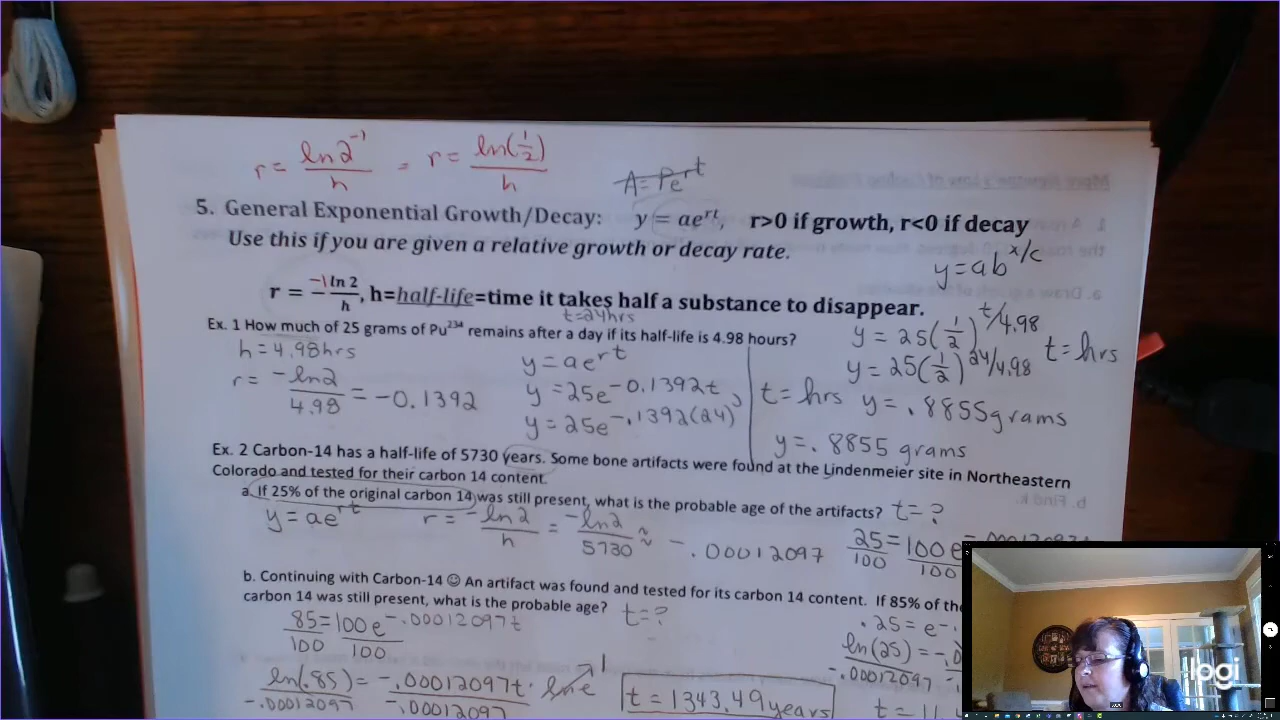 r = ln2⁻¹/h = r = ln(1/2)/h
A = Pe^rt
5. General Exponential Growth/Decay: y = ae^rt, r>0 if growth, r<0 if decay
Use this if you are given a relative growth or decay rate.
y = ab^x/c
r = -1 ln 2/h, h=half-life=time it takes half a substance to disappear.
t=24hrs
Ex. 1 How much of 25 grams of Pu²³⁴ remains after a day if its half-life is 4.98 hours?
h = 4.98hrs
r = -ln2/4.98 = -0.1392
y = ae^rt
y = 25e^-0.1392t, t = hrs
y = 25e^-.1392(24)
y = .8855 grams
y = 25(1/2)^t/4.98 t = hrs
y = 25(1/2)^24/4.98
y = .8855grams
Ex. 2 Carbon-14 has a half-life of 5730 years. Some bone artifacts were found at the Lindenmeier site in Northeastern
Colorado and tested for their carbon 14 content.
a. If 25% of the original carbon 14 was still present, what is the probable age of the artifacts? t = ?
y = ae^rt r = -ln2/h = -ln2/5730 ≈ -.00012097
25/100 = 100e/100
.25 = e^-.
ln(25) = -.0
-.00012097
t = 11,4
b. Continuing with Carbon-14 ☺ An artifact was found and tested for its carbon 14 content. If 85% of the
carbon 14 was still present, what is the probable age? t = ?
85/100 = 100e^-.00012097t/100
ln(.85)/-.00012097 = -.00012097t · lne/-.00012097 1
t = 1343.49 years
logi